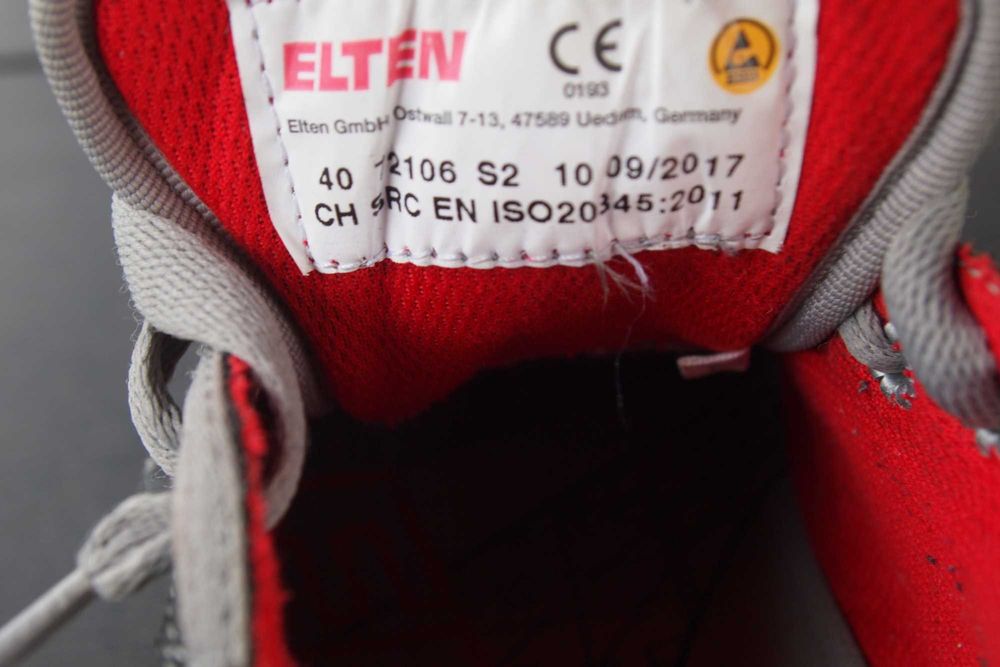 ELTEN
CE
0193
Elten GmbH Ostwall 7-13, 47589 Uedem, Germany
40 72106 S2 10 09/2017
CH SRC EN ISO20345:2011